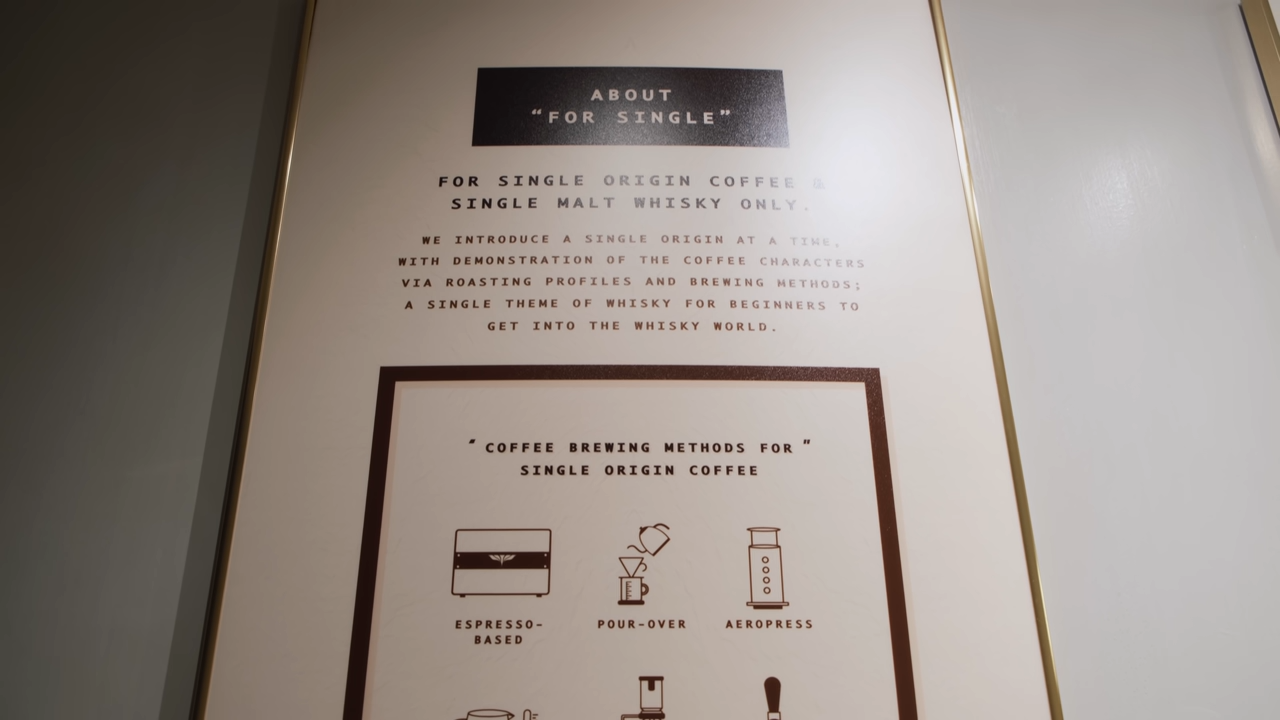 ABOUT
“FOR SINGLE”
FOR SINGLE ORIGIN COFFEE &
SINGLE MALT WHISKY ONLY.
WE INTRODUCE A SINGLE ORIGIN AT A TIME,
WITH DEMONSTRATION OF THE COFFEE CHARACTERS
VIA ROASTING PROFILES AND BREWING METHODS;
A SINGLE THEME OF WHISKY FOR BEGINNERS TO
GET INTO THE WHISKY WORLD.
“ COFFEE BREWING METHODS FOR ”
SINGLE ORIGIN COFFEE
ESPRESSO-
BASED
POUR-OVER
AEROPRESS